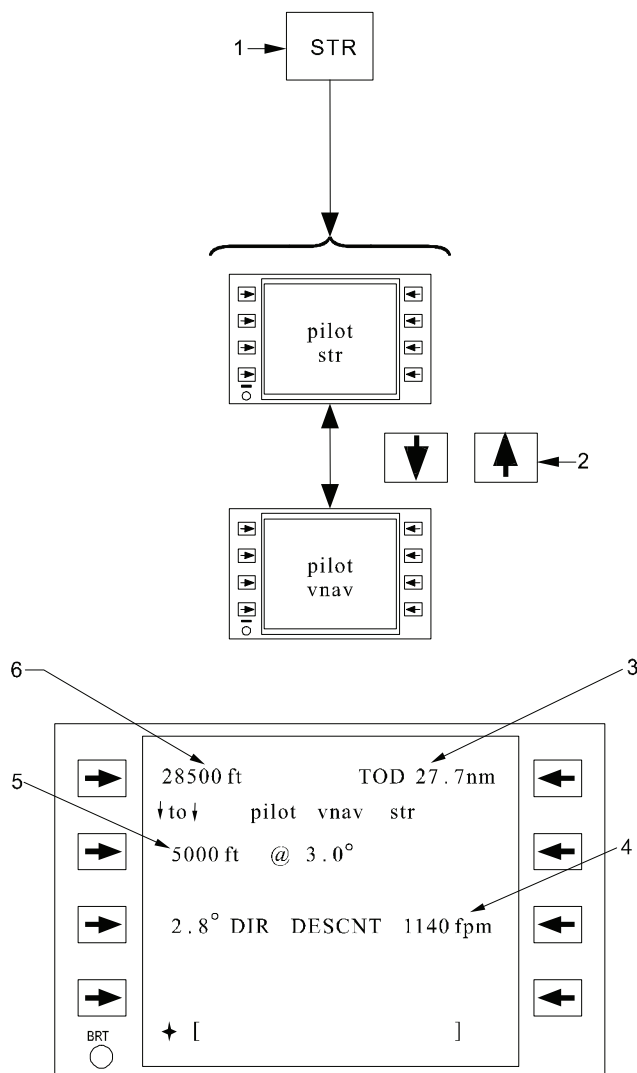 1 STR
pilot
str
2
pilot
vnav
6 3
5
28500 ft TOD 27.7nm
↓to↓ pilot vnav str
5000 ft @ 3.0°
4
2.8° DIR DESCNT 1140 fpm
BRT
[ ]